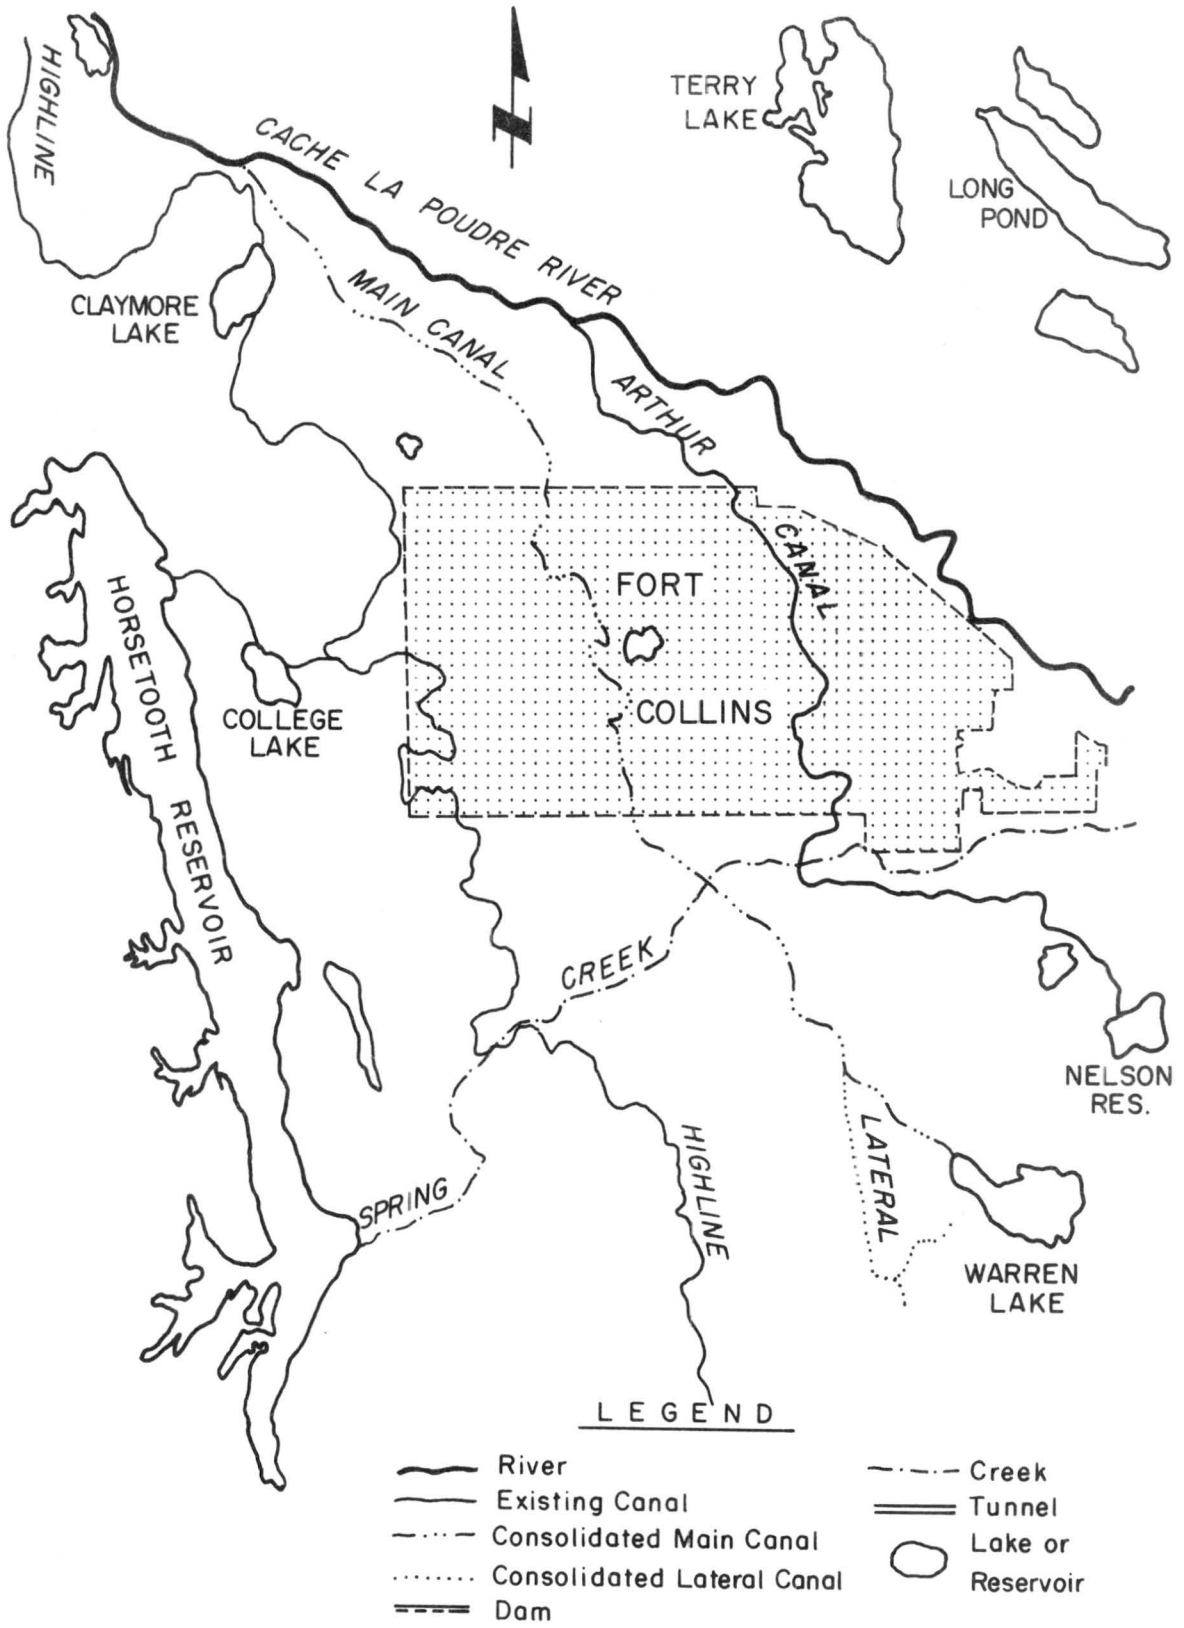 HIGHLINE
CACHE LA POUDRE RIVER
TERRY
LAKE
LONG
POND
MAIN CANAL
CLAYMORE
LAKE
ARTHUR
CANAL
FORT
COLLINS
HORSETOOTH
RESERVOIR
COLLEGE
LAKE
CREEK
SPRING
HIGHLINE
LATERAL
NELSON
RES.
WARREN
LAKE
LEGEND
River
Existing Canal
Consolidated Main Canal
Consolidated Lateral Canal
Dam
Creek
Tunnel
Lake or
Reservoir